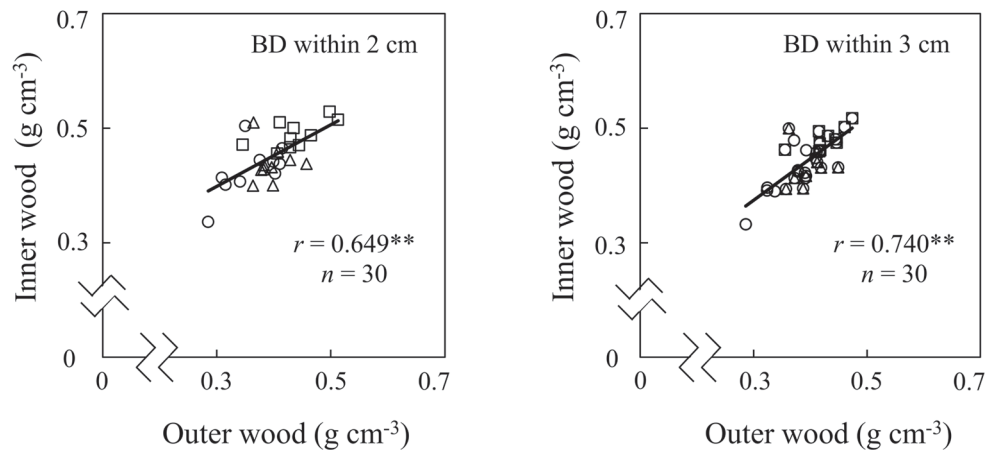 0.7
BD within 2 cm
0.5
Inner wood (g cm-3)
0.3
r = 0.649**
n = 30
0
0 0.3 0.5 0.7
Outer wood (g cm-3)
0.7
BD within 3 cm
0.5
Inner wood (g cm-3)
0.3
r = 0.740**
n = 30
0
0 0.3 0.5 0.7
Outer wood (g cm-3)